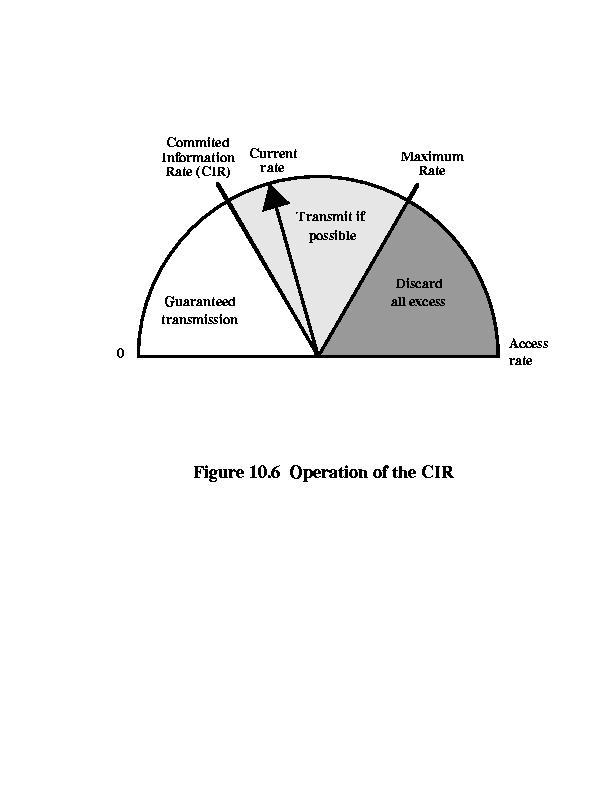 Commited
Information
Rate (CIR)
Current
rate
Maximum
Rate
Transmit if
possible
Discard
all excess
Guaranteed
transmission
0
Access
rate
Figure 10.6 Operation of the CIR